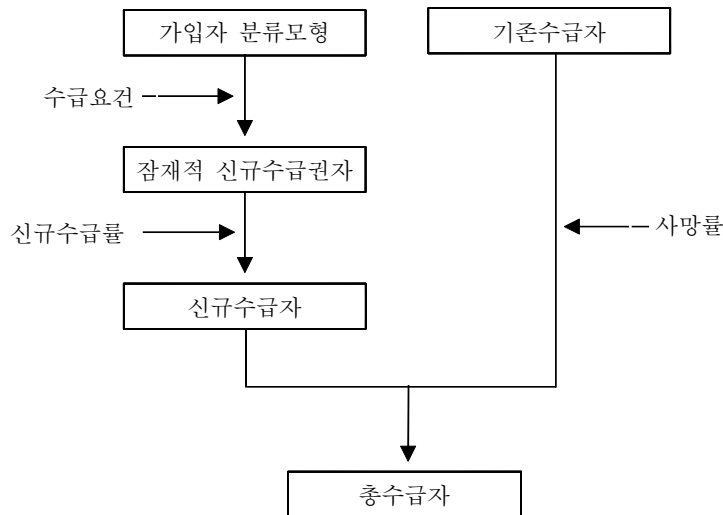 가입자 분류모형
기존수급자
수급요건
잠재적 신규수급권자
신규수급률
사망률
신규수급자
총수급자